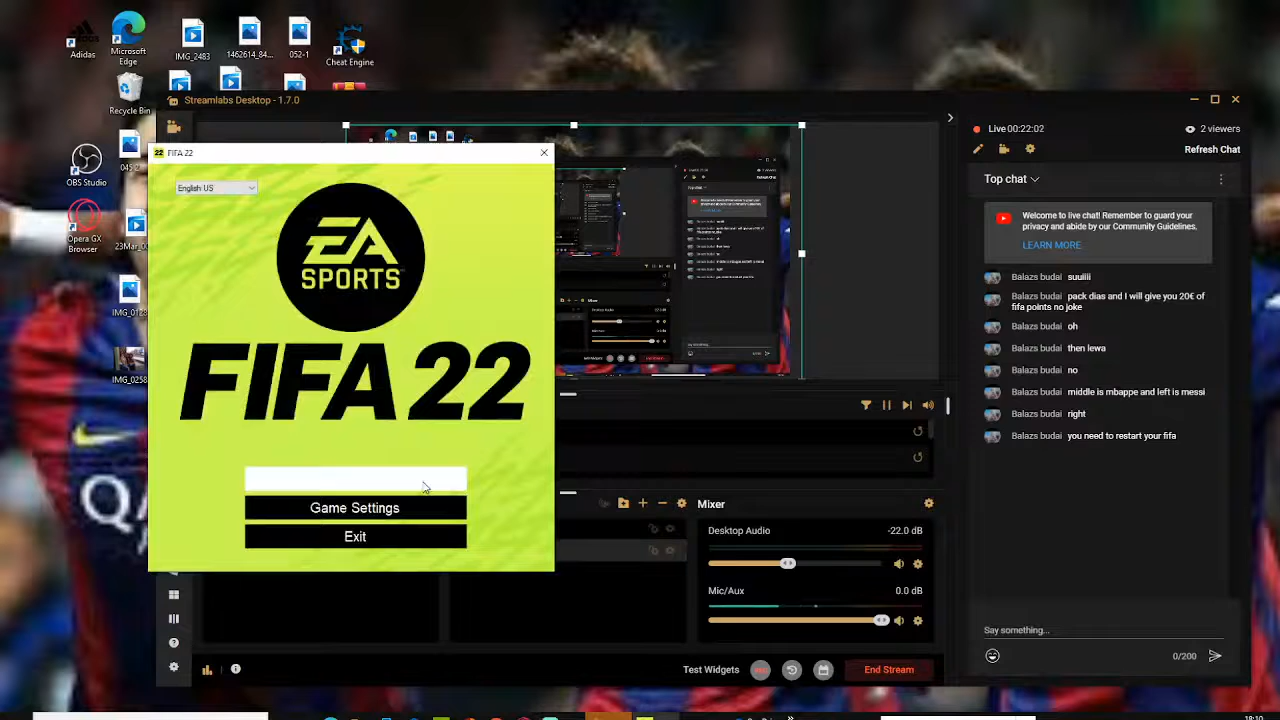 Adidas
Microsoft
Edge
IMG_2483
1462614_84...
052-1
Cheat Engine
Recycle Bin
OBS Studio
Opera GX
Browser
IMG_0258
Streamlabs Desktop - 1.7.0
FIFA 22
English US
EA
SPORTS
FIFA 22
Game Settings
Exit
Mixer
Desktop Audio
-22.0 dB
Mic/Aux
0.0 dB
Test Widgets
REC
End Stream
Live 00:22:02
2 viewers
Refresh Chat
Top chat
Welcome to live chat! Remember to guard your
privacy and abide by our Community Guidelines.
LEARN MORE
Balazs budai suuiiii
Balazs budai pack dias and I will give you 20€ of
fifa points no joke
Balazs budai oh
Balazs budai
Balazs budai no
Balazs budai middle is mbappe and left is messi
Balazs budai right
Balazs budai you need to restart your fifa
Say something...
0/200
18:10